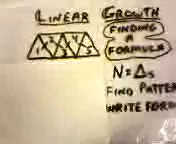 LINEAR GROWTH
FINDING
A
FORMULA
1 2 3 4 5
N = Δs
FIND PATTE
WRITE FORM